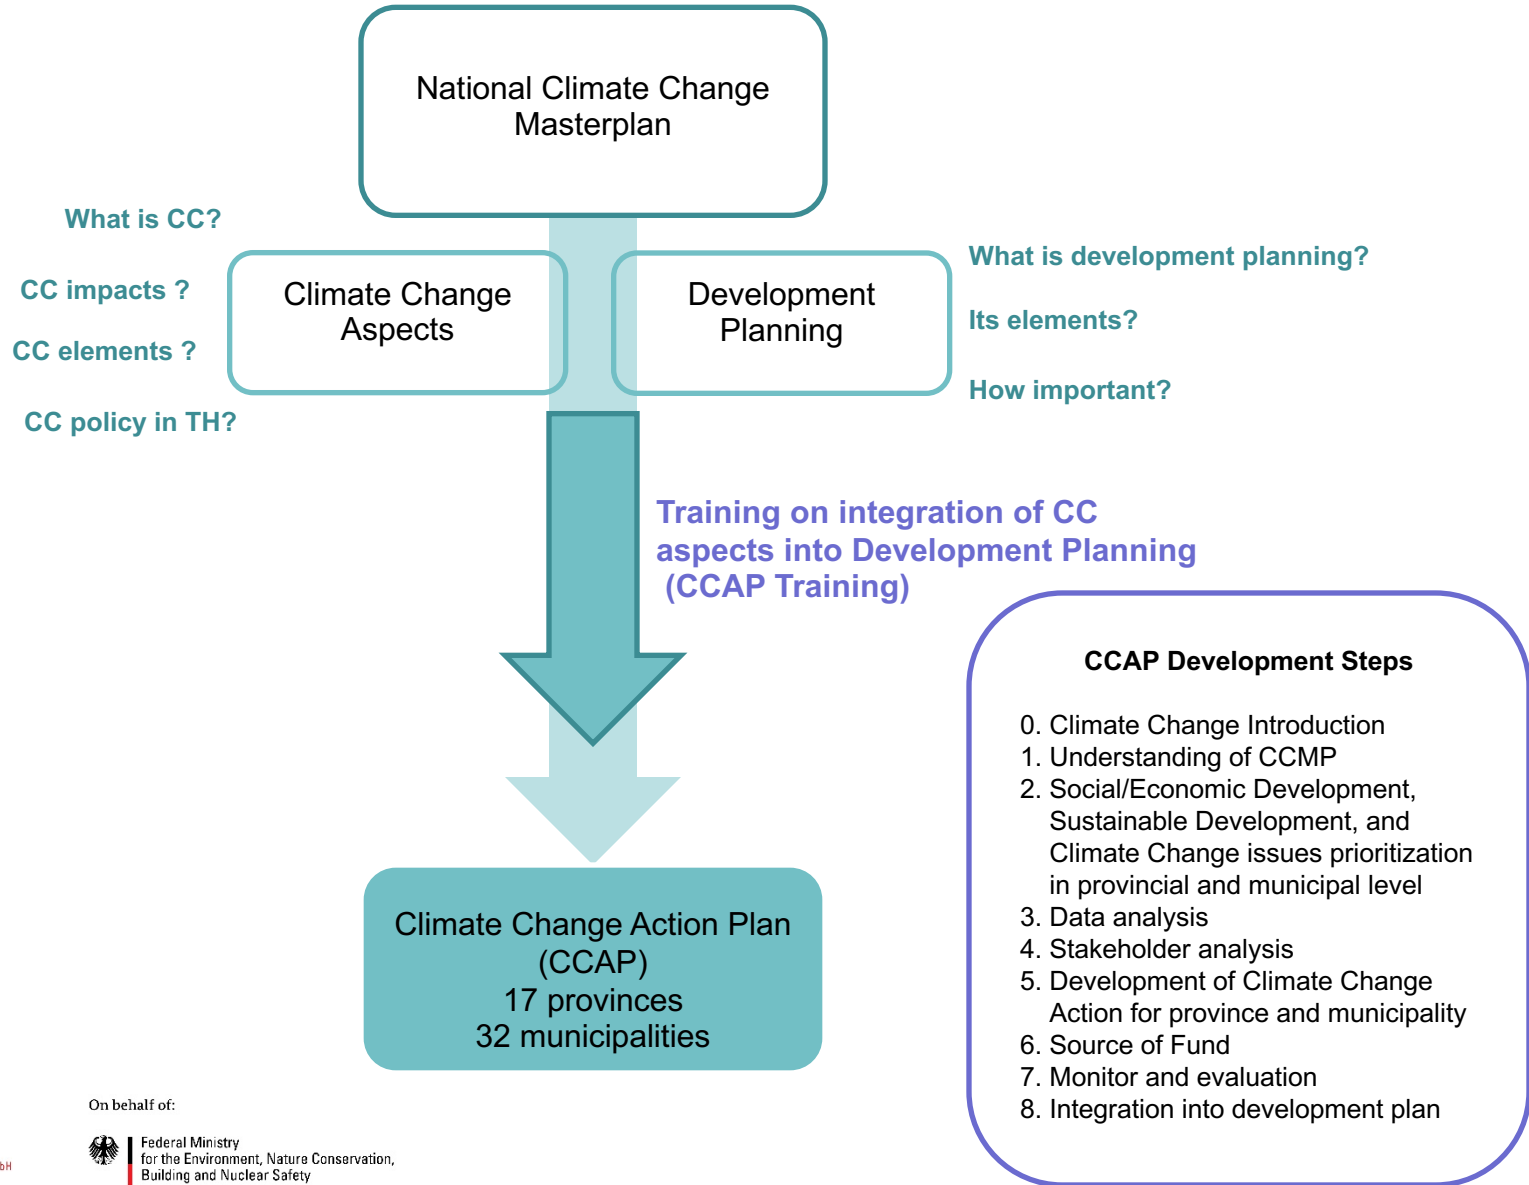 National Climate Change
Masterplan
What is CC?
CC impacts ?
CC elements ?
CC policy in TH?
Climate Change
Aspects
Development
Planning
What is development planning?
Its elements?
How important?
Training on integration of CC
aspects into Development Planning
(CCAP Training)
CCAP Development Steps
0. Climate Change Introduction
1. Understanding of CCMP
2. Social/Economic Development,
Sustainable Development, and
Climate Change issues prioritization
in provincial and municipal level
3. Data analysis
4. Stakeholder analysis
5. Development of Climate Change
Action for province and municipality
6. Source of Fund
7. Monitor and evaluation
8. Integration into development plan
Climate Change Action Plan
(CCAP)
17 provinces
32 municipalities
On behalf of:
Federal Ministry
for the Environment, Nature Conservation,
Building and Nuclear Safety